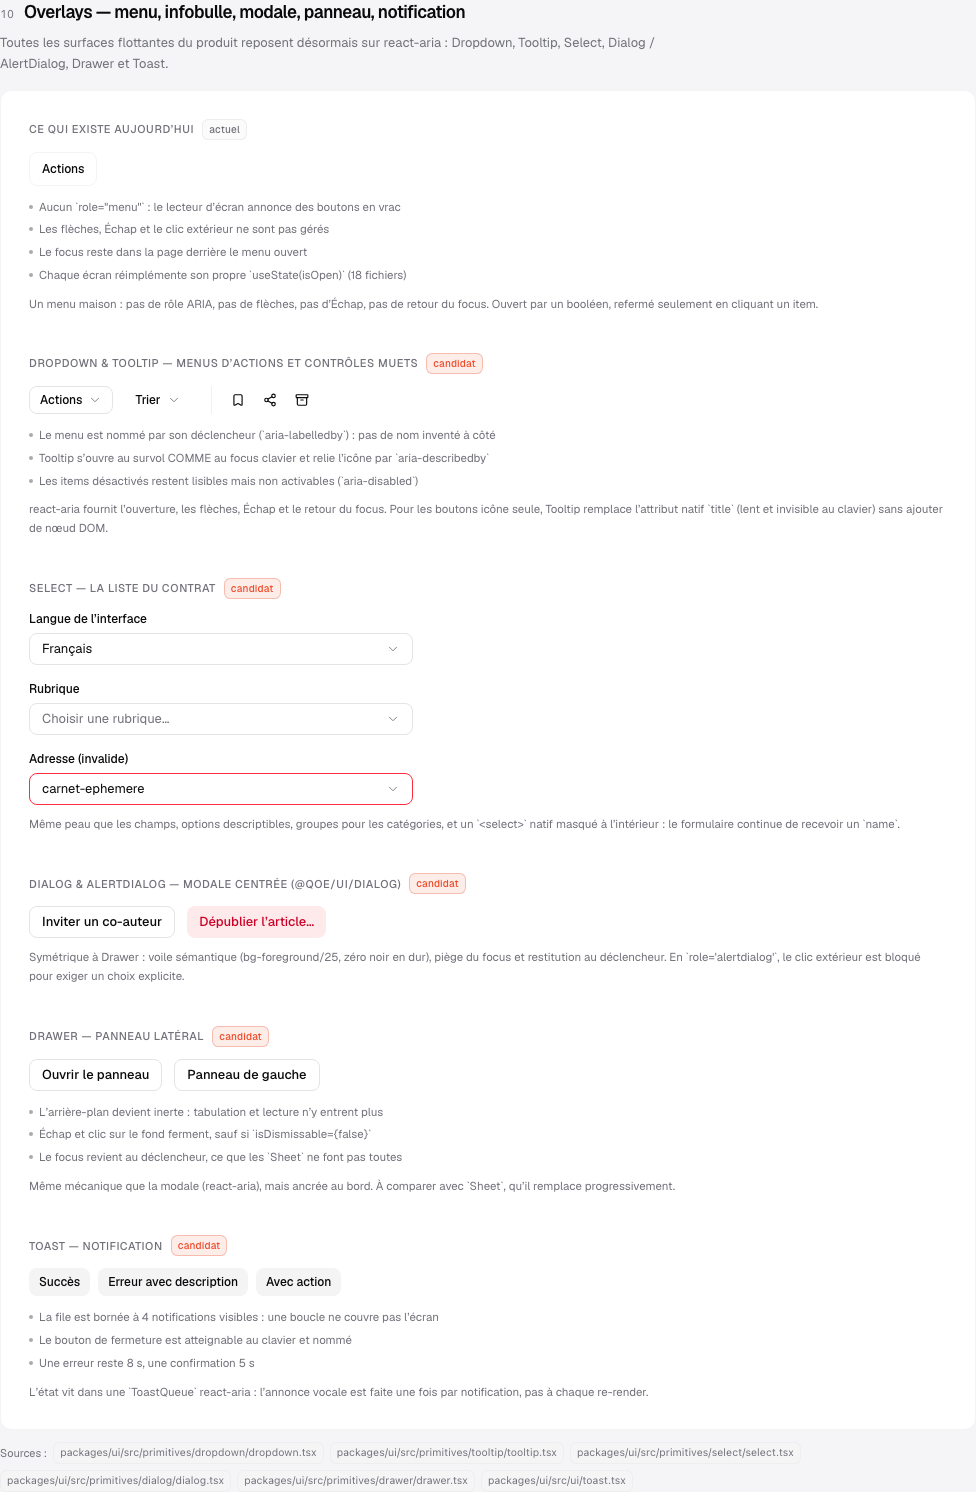 10 Overlays — menu, infobulle, modale, panneau, notification
Toutes les surfaces flottantes du produit reposent désormais sur react-aria : Dropdown, Tooltip, Select, Dialog /
AlertDialog, Drawer et Toast.
CE QUI EXISTE AUJOURD'HUI actuel
Actions
Aucun `role="menu"` : le lecteur d'écran annonce des boutons en vrac
Les flèches, Échap et le clic extérieur ne sont pas gérés
Le focus reste dans la page derrière le menu ouvert
Chaque écran réimplémente son propre `useState(isOpen)` (18 fichiers)
Un menu maison : pas de rôle ARIA, pas de flèches, pas d'Échap, pas de retour du focus. Ouvert par un booléen, refermé seulement en cliquant un item.
DROPDOWN & TOOLTIP — MENUS D'ACTIONS ET CONTRÔLES MUETS candidat
Actions Trier
Le menu est nommé par son déclencheur (`aria-labelledby`) : pas de nom inventé à côté
Tooltip s'ouvre au survol COMME au focus clavier et relie l'icône par `aria-describedby`
Les items désactivés restent lisibles mais non activables (`aria-disabled`)
react-aria fournit l'ouverture, les flèches, Échap et le retour du focus. Pour les boutons icône seule, Tooltip remplace l'attribut natif `title` (lent et invisible au clavier) sans ajouter
de nœud DOM.
SELECT — LA LISTE DU CONTRAT candidat
Langue de l'interface
Français
Rubrique
Choisir une rubrique…
Adresse (invalide)
carnet-ephemere
Même peau que les champs, options descriptibles, groupes pour les catégories, et un `<select>` natif masqué à l'intérieur : le formulaire continue de recevoir un `name`.
DIALOG & ALERTDIALOG — MODALE CENTRÉE (@QOE/UI/DIALOG) candidat
Inviter un co-auteur Dépublier l'article…
Symétrique à Drawer : voile sémantique (bg-foreground/25, zéro noir en dur), piège du focus et restitution au déclencheur. En `role='alertdialog'`, le clic extérieur est bloqué
pour exiger un choix explicite.
DRAWER — PANNEAU LATÉRAL candidat
Ouvrir le panneau Panneau de gauche
L'arrière-plan devient inerte : tabulation et lecture n'y entrent plus
Échap et clic sur le fond ferment, sauf si `isDismissable={false}`
Le focus revient au déclencheur, ce que les `Sheet` ne font pas toutes
Même mécanique que la modale (react-aria), mais ancrée au bord. À comparer avec `Sheet`, qu'il remplace progressivement.
TOAST — NOTIFICATION candidat
Succès Erreur avec description Avec action
La file est bornée à 4 notifications visibles : une boucle ne couvre pas l'écran
Le bouton de fermeture est atteignable au clavier et nommé
Une erreur reste 8 s, une confirmation 5 s
L'état vit dans une `ToastQueue` react-aria : l'annonce vocale est faite une fois par notification, pas à chaque re-render.
Sources : packages/ui/src/primitives/dropdown/dropdown.tsx packages/ui/src/primitives/tooltip/tooltip.tsx packages/ui/src/primitives/select/select.tsx
packages/ui/src/primitives/dialog/dialog.tsx packages/ui/src/primitives/drawer/drawer.tsx packages/ui/src/ui/toast.tsx